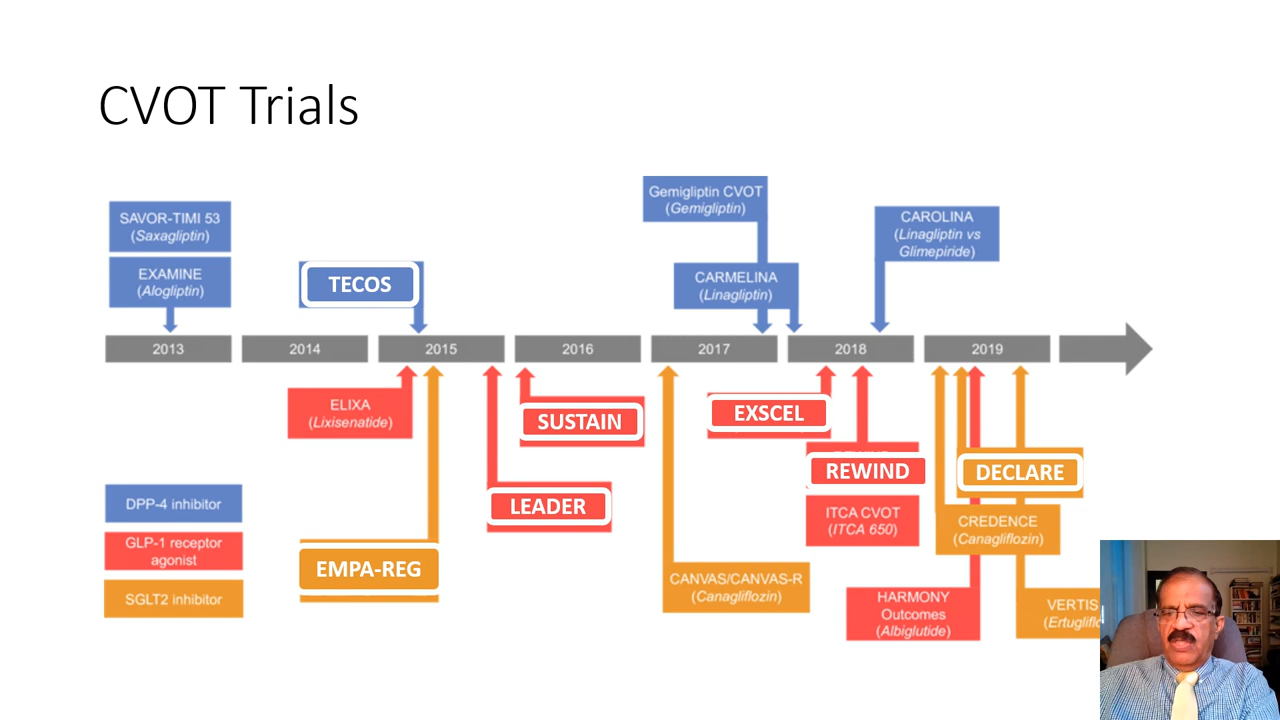 CVOT Trials
SAVOR-TIMI 53
(Saxagliptin)
EXAMINE
(Alogliptin)
TECOS
Gemigliptin CVOT
(Gemigliptin)
CARMELINA
(Linagliptin)
CAROLINA
(Linagliptin vs
Glimepiride)
2013
2014
2015
2016
2017
2018
2019
ELIXA
(Lixisenatide)
SUSTAIN
EXSCEL
REWIND
DECLARE
LEADER
ITCA CVOT
(ITCA 650)
CREDENCE
(Canagliflozin)
EMPA-REG
CANVAS/CANVAS-R
(Canagliflozin)
HARMONY
Outcomes
(Albiglutide)
VERTIS
DPP-4 inhibitor
GLP-1 receptor
agonist
SGLT2 inhibitor